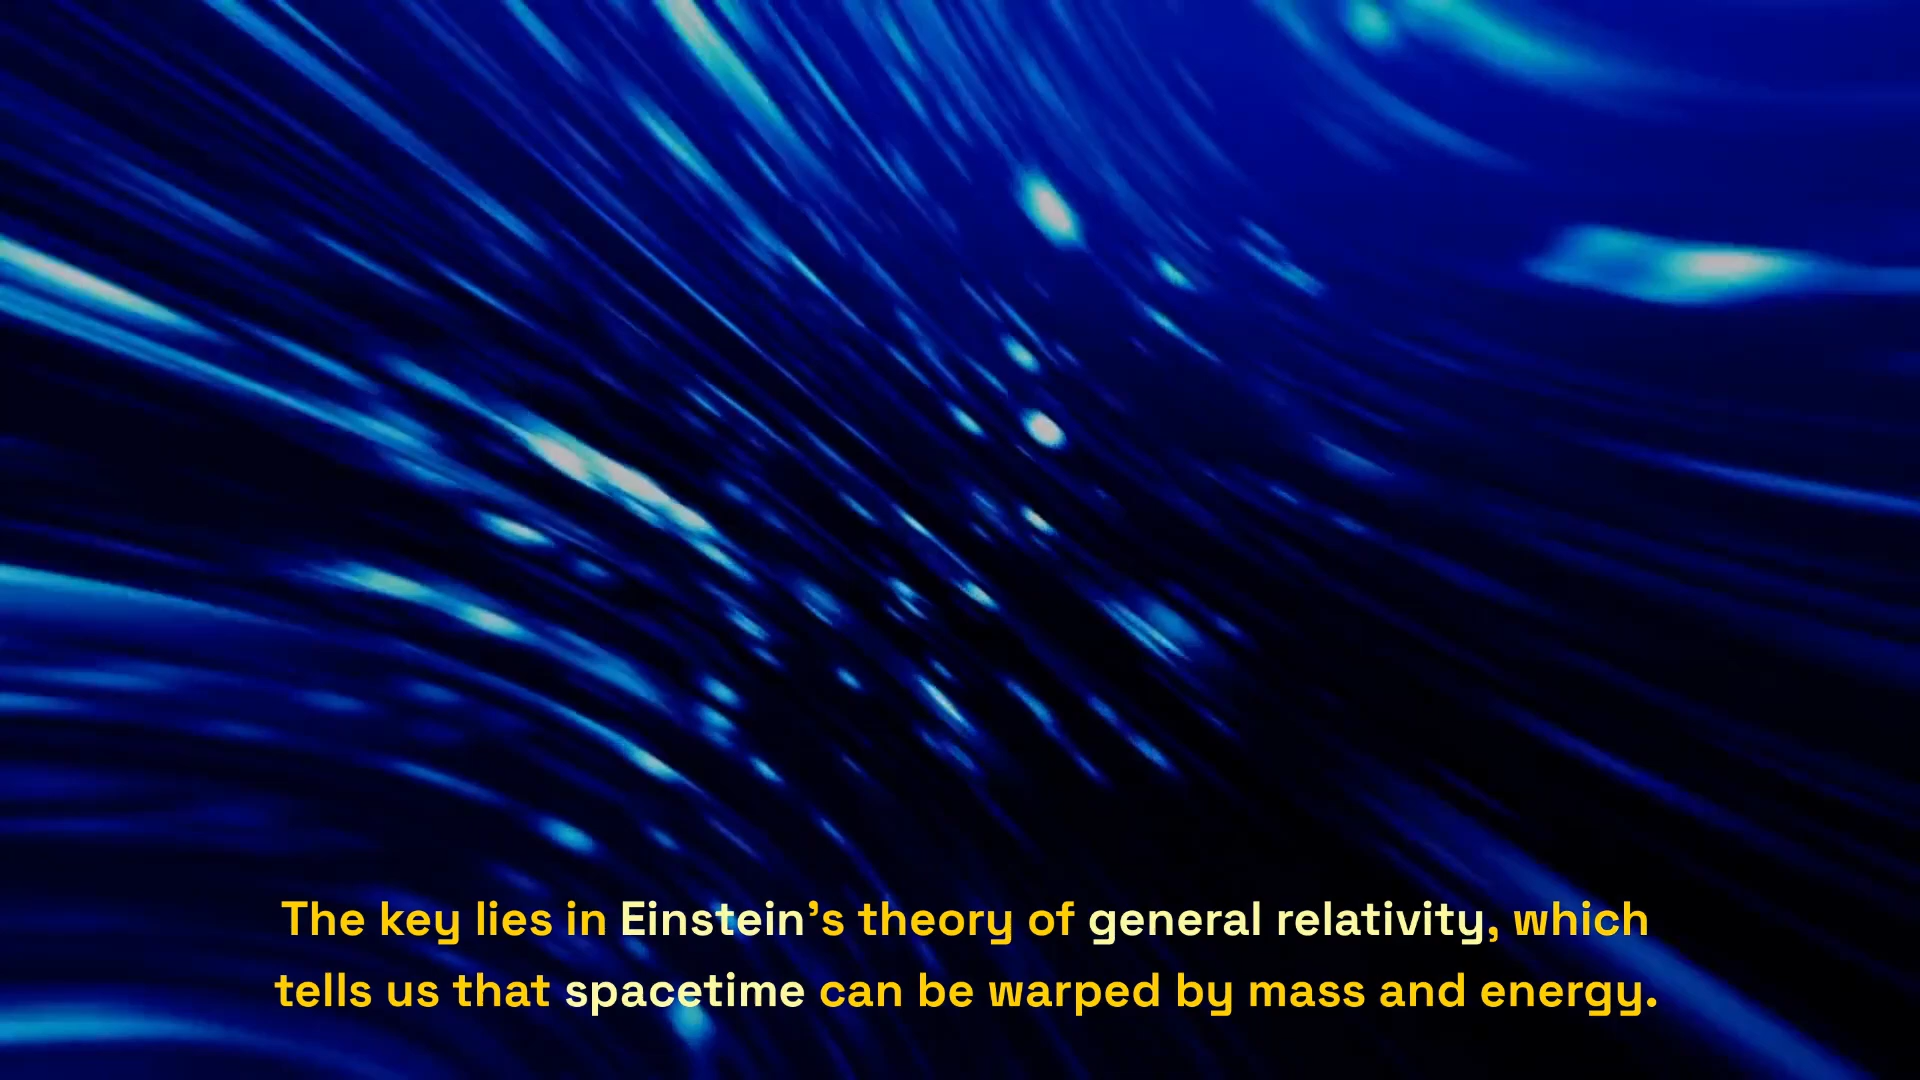 The key lies in Einstein’s theory of general relativity, which
tells us that spacetime can be warped by mass and energy.